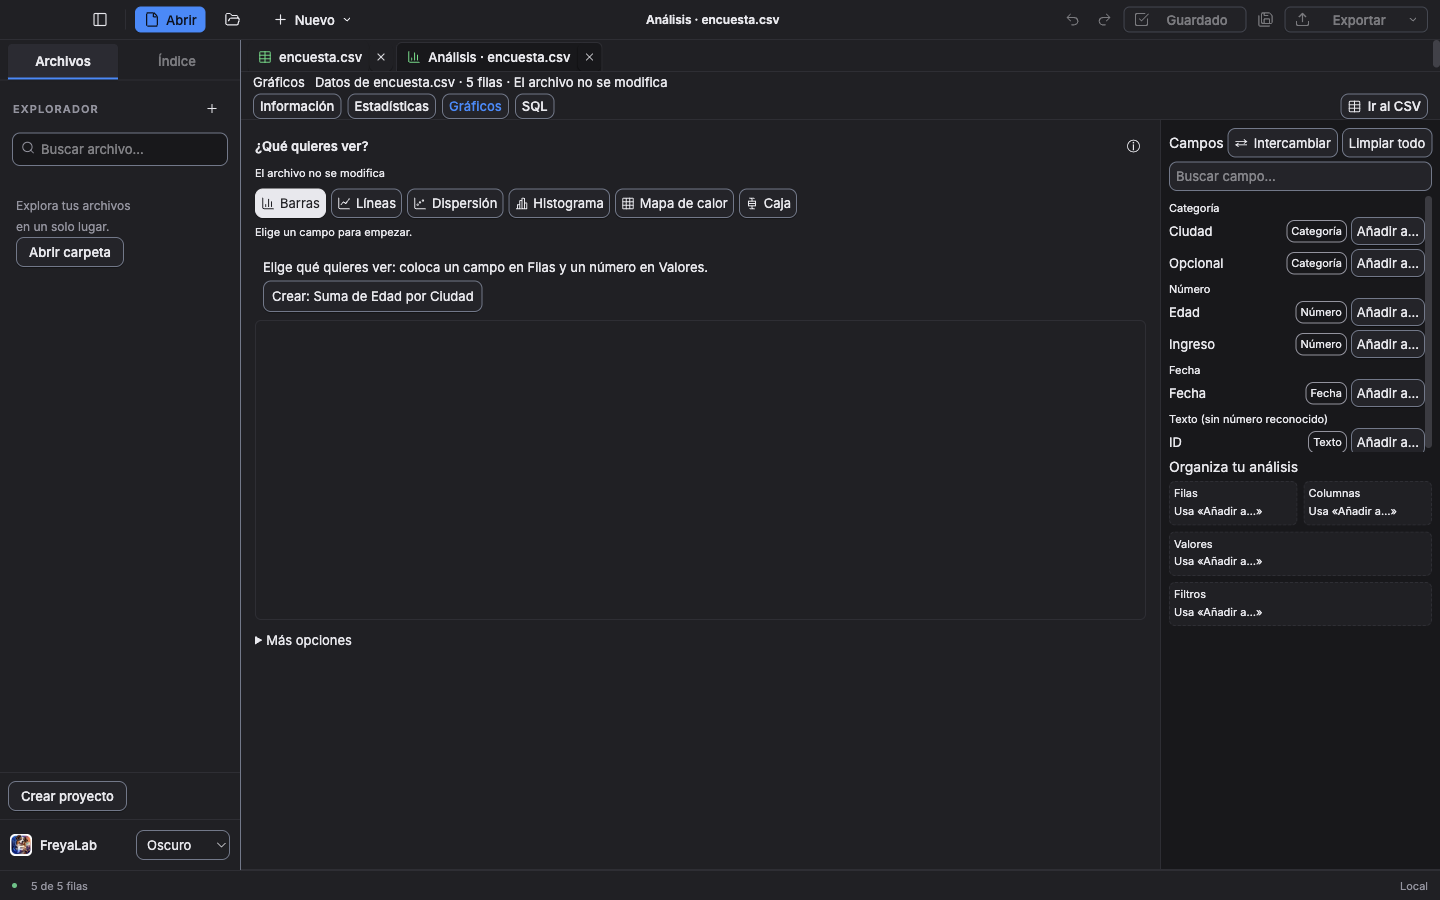 Abrir
Nuevo
Análisis · encuesta.csv
Guardado
Exportar
Archivos
Índice
encuesta.csv
Análisis · encuesta.csv
Gráficos Datos de encuesta.csv · 5 filas · El archivo no se modifica
Información
Estadísticas
Gráficos
SQL
Ir al CSV
EXPLORADOR
Buscar archivo...
Explora tus archivos
en un solo lugar.
Abrir carpeta
¿Qué quieres ver?
El archivo no se modifica
Barras
Líneas
Dispersión
Histograma
Mapa de calor
Caja
Elige un campo para empezar.
Elige qué quieres ver: coloca un campo en Filas y un número en Valores.
Crear: Suma de Edad por Ciudad
Más opciones
Campos
Intercambiar
Limpiar todo
Buscar campo...
Categoría
Ciudad Categoría Añadir a...
Opcional Categoría Añadir a...
Número
Edad Número Añadir a...
Ingreso Número Añadir a...
Fecha
Fecha Fecha Añadir a...
Texto (sin número reconocido)
ID Texto Añadir a...
Organiza tu análisis
Filas
Usa «Añadir a...»
Columnas
Usa «Añadir a...»
Valores
Usa «Añadir a...»
Filtros
Usa «Añadir a...»
Crear proyecto
FreyaLab
Oscuro
5 de 5 filas
Local